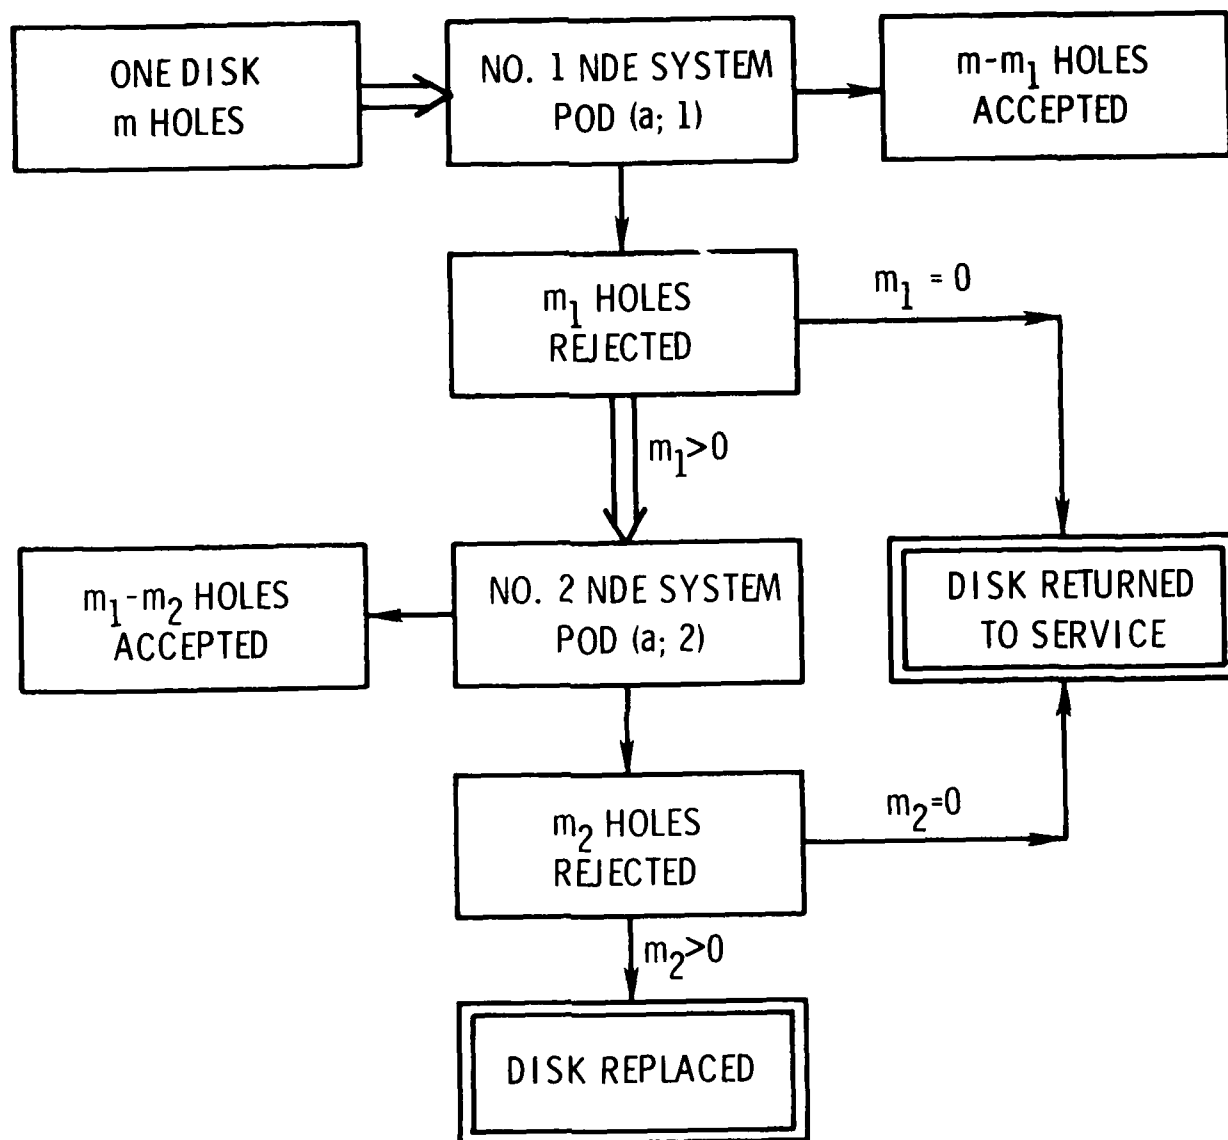 ONE DISK
m HOLES
NO. 1 NDE SYSTEM
POD (a; 1)
m-m₁ HOLES
ACCEPTED
m₁ HOLES
REJECTED
m₁ = 0
m₁>0
m₁-m₂ HOLES
ACCEPTED
NO. 2 NDE SYSTEM
POD (a; 2)
DISK RETURNED
TO SERVICE
m₂ HOLES
REJECTED
m₂=0
m₂>0
DISK REPLACED